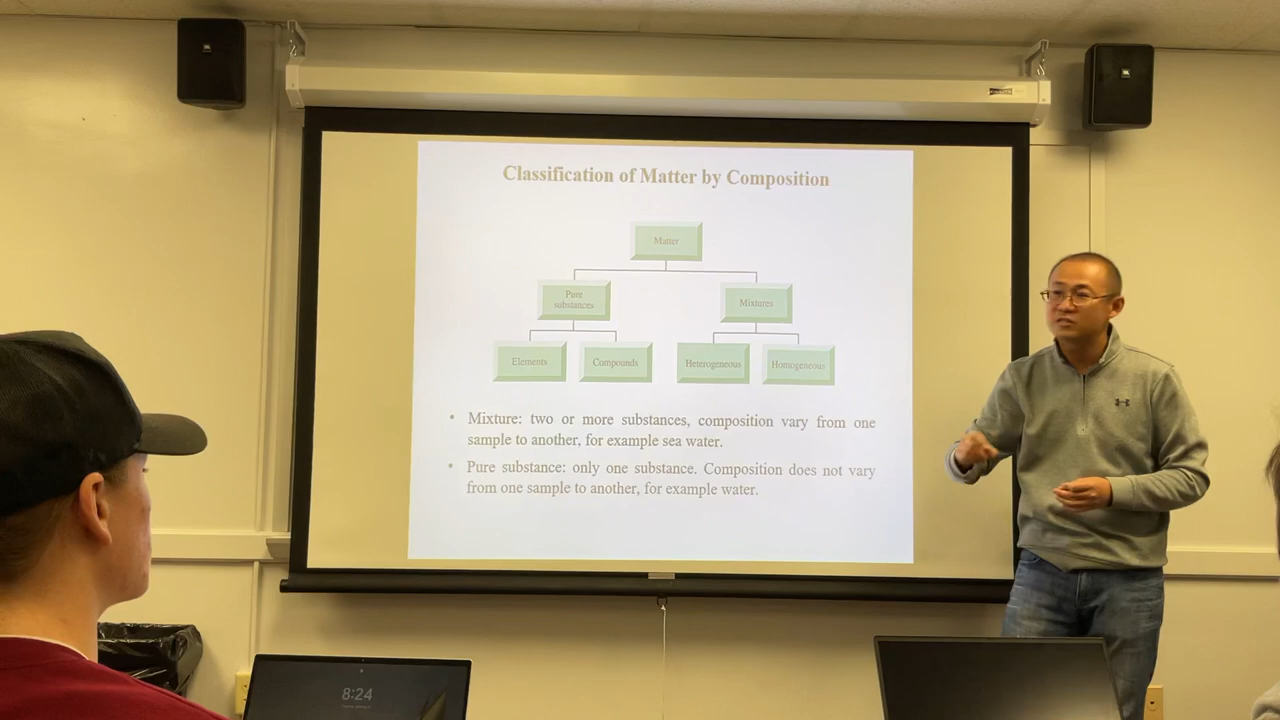 Classification of Matter by Composition
Matter
Pure
substances
Mixtures
Elements
Compounds
Heterogeneous
Homogeneous
• Mixture: two or more substances, composition vary from one
sample to another, for example sea water.
• Pure substance: only one substance. Composition does not vary
from one sample to another, for example water.
8:24